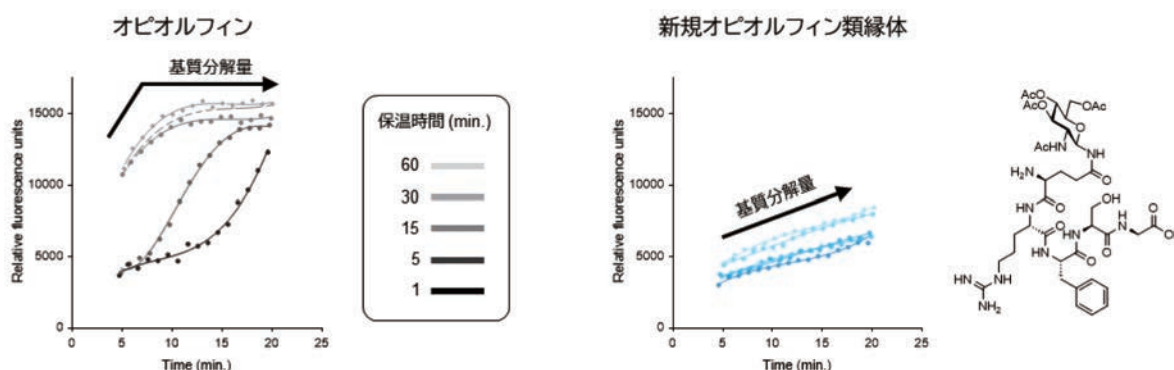 オピオルフィン
新規オピオルフィン類縁体
基質分解量
Relative fluorescence units
15000
10000
5000
0
0
5
10
15
20
25
Time (min.)
保温時間 (min.)
60
30
15
5
1
基質分解量
Relative fluorescence units
15000
10000
5000
0
0
5
10
15
20
25
Time (min.)
AcO
AcO
OAc
O
AcHN
NH
H₂N
O
O
HN
HO
H
N
H
N
O
O
O
HN
O
O
NH
HN
NH₂